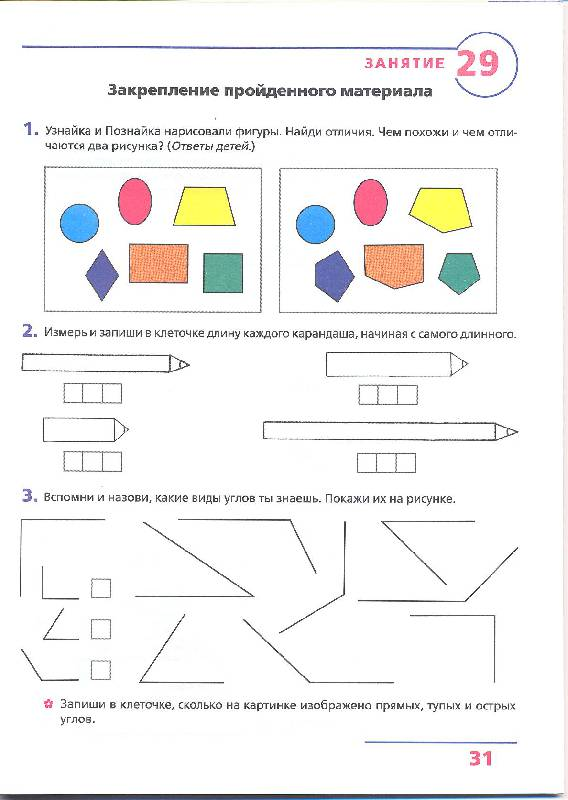 ЗАНЯТИЕ 29
Закрепление пройденного материала
1. Узнайка и Познайка нарисовали фигуры. Найди отличия. Чем похожи и чем отли-
чаются два рисунка? (Ответы детей.)
2. Измерь и запиши в клеточке длину каждого карандаша, начиная с самого длинного.
3. Вспомни и назови, какие виды углов ты знаешь. Покажи их на рисунке.
Запиши в клеточке, сколько на картинке изображено прямых, тупых и острых
углов.
31